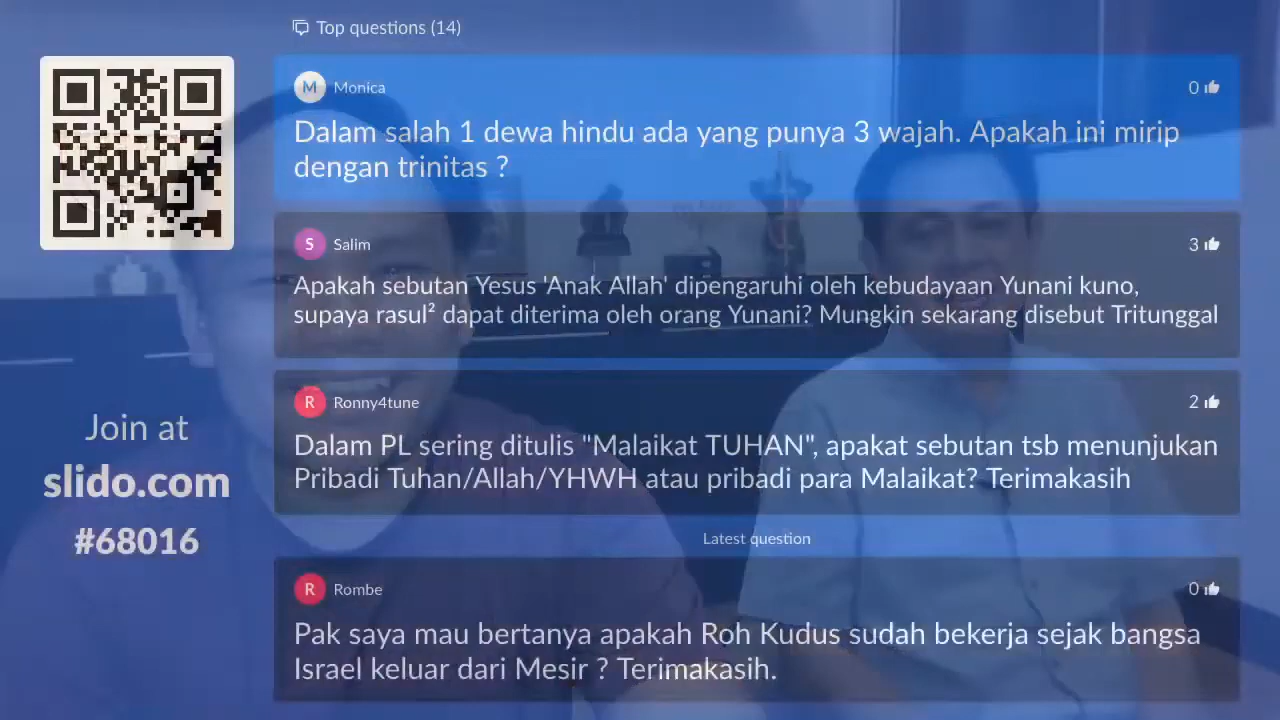 Top questions (14)
M Monica 0
Dalam salah 1 dewa hindu ada yang punya 3 wajah. Apakah ini mirip
dengan trinitas ?
S Salim 3
Apakah sebutan Yesus 'Anak Allah' dipengaruhi oleh kebudayaan Yunani kuno,
supaya rasul² dapat diterima oleh orang Yunani? Mungkin sekarang disebut Tritunggal
R Ronny4tune 2
Dalam PL sering ditulis "Malaikat TUHAN", apakat sebutan tsb menunjukan
Pribadi Tuhan/Allah/YHWH atau pribadi para Malaikat? Terimakasih
Latest question
R Rombe 0
Pak saya mau bertanya apakah Roh Kudus sudah bekerja sejak bangsa
Israel keluar dari Mesir ? Terimakasih.
Join at
slido.com
#68016